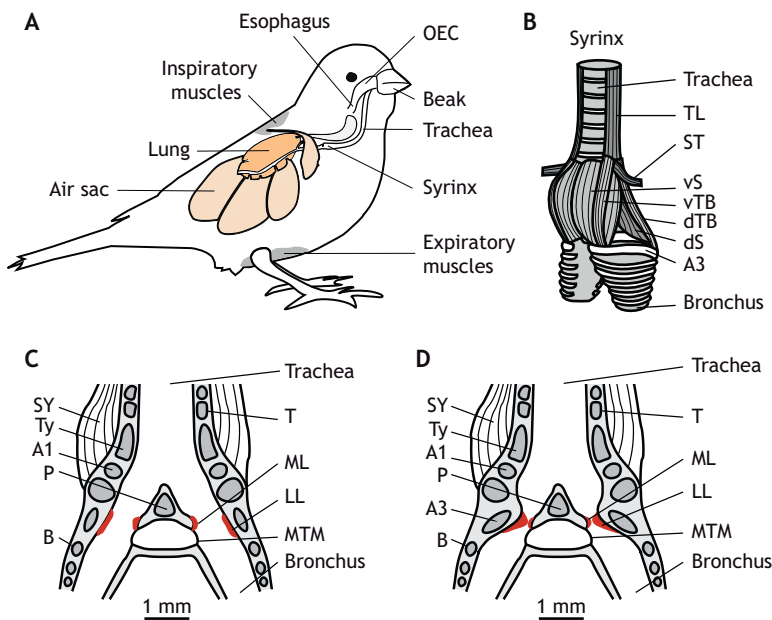 A
Esophagus
OEC
Inspiratory
muscles
Beak
Trachea
Lung
Air sac
Syrinx
Expiratory
muscles
B
Syrinx
Trachea
TL
ST
vS
vTB
dTB
dS
A3
Bronchus
C
Trachea
SY
T
Ty
A1
ML
P
LL
B
MTM
Bronchus
1 mm
D
Trachea
SY
T
Ty
A1
ML
P
LL
A3
MTM
B
Bronchus
1 mm